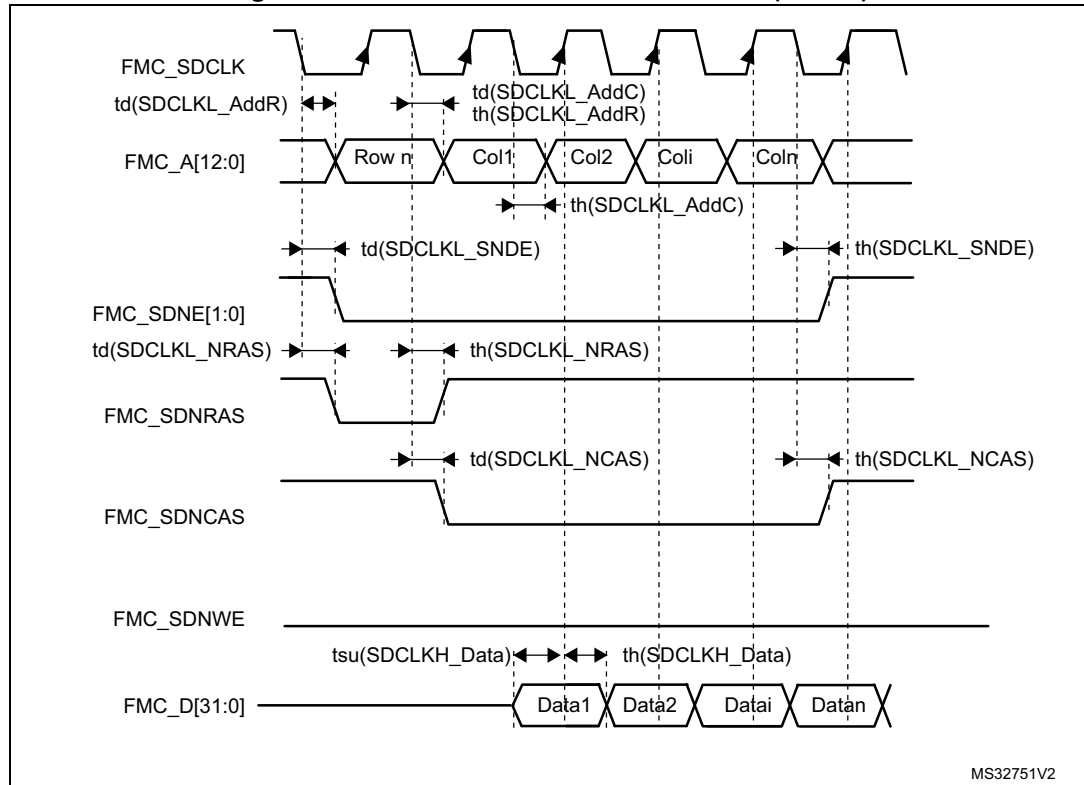 FMC_SDCLK
td(SDCLKL_AddR)
td(SDCLKL_AddC)
th(SDCLKL_AddR)
FMC_A[12:0]
Row n
Col1
Col2
Coli
Coln
th(SDCLKL_AddC)
td(SDCLKL_SNDE)
th(SDCLKL_SNDE)
FMC_SDNE[1:0]
td(SDCLKL_NRAS)
th(SDCLKL_NRAS)
FMC_SDNRAS
td(SDCLKL_NCAS)
th(SDCLKL_NCAS)
FMC_SDNCAS
FMC_SDNWE
tsu(SDCLKH_Data)
th(SDCLKH_Data)
FMC_D[31:0]
Data1
Data2
Datai
Datan
MS32751V2